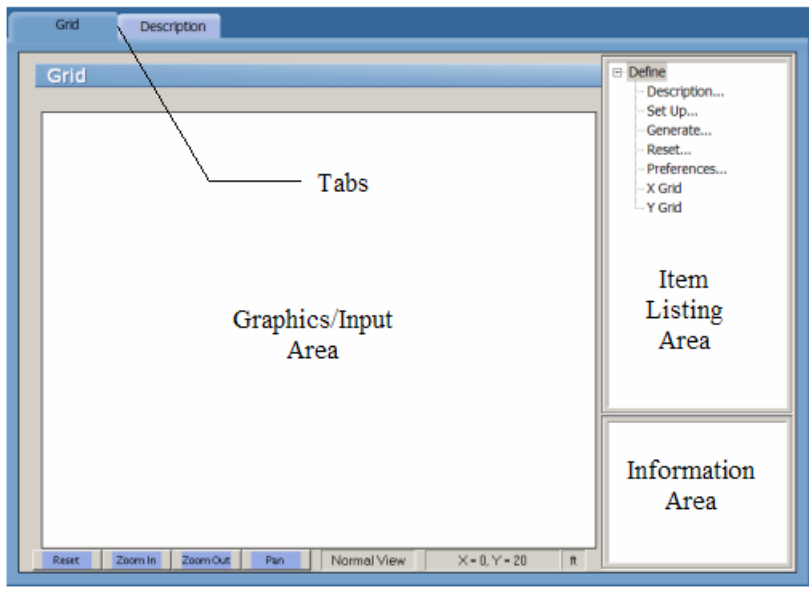 Grid
Description
Grid
Define
Description...
Set Up...
Generate...
Reset...
Preferences...
X Grid
Y Grid
Tabs
Graphics/Input
Area
Item
Listing
Area
Information
Area
Reset
Zoom In
Zoom Out
Pan
Normal View
X = 0, Y = 20
ft